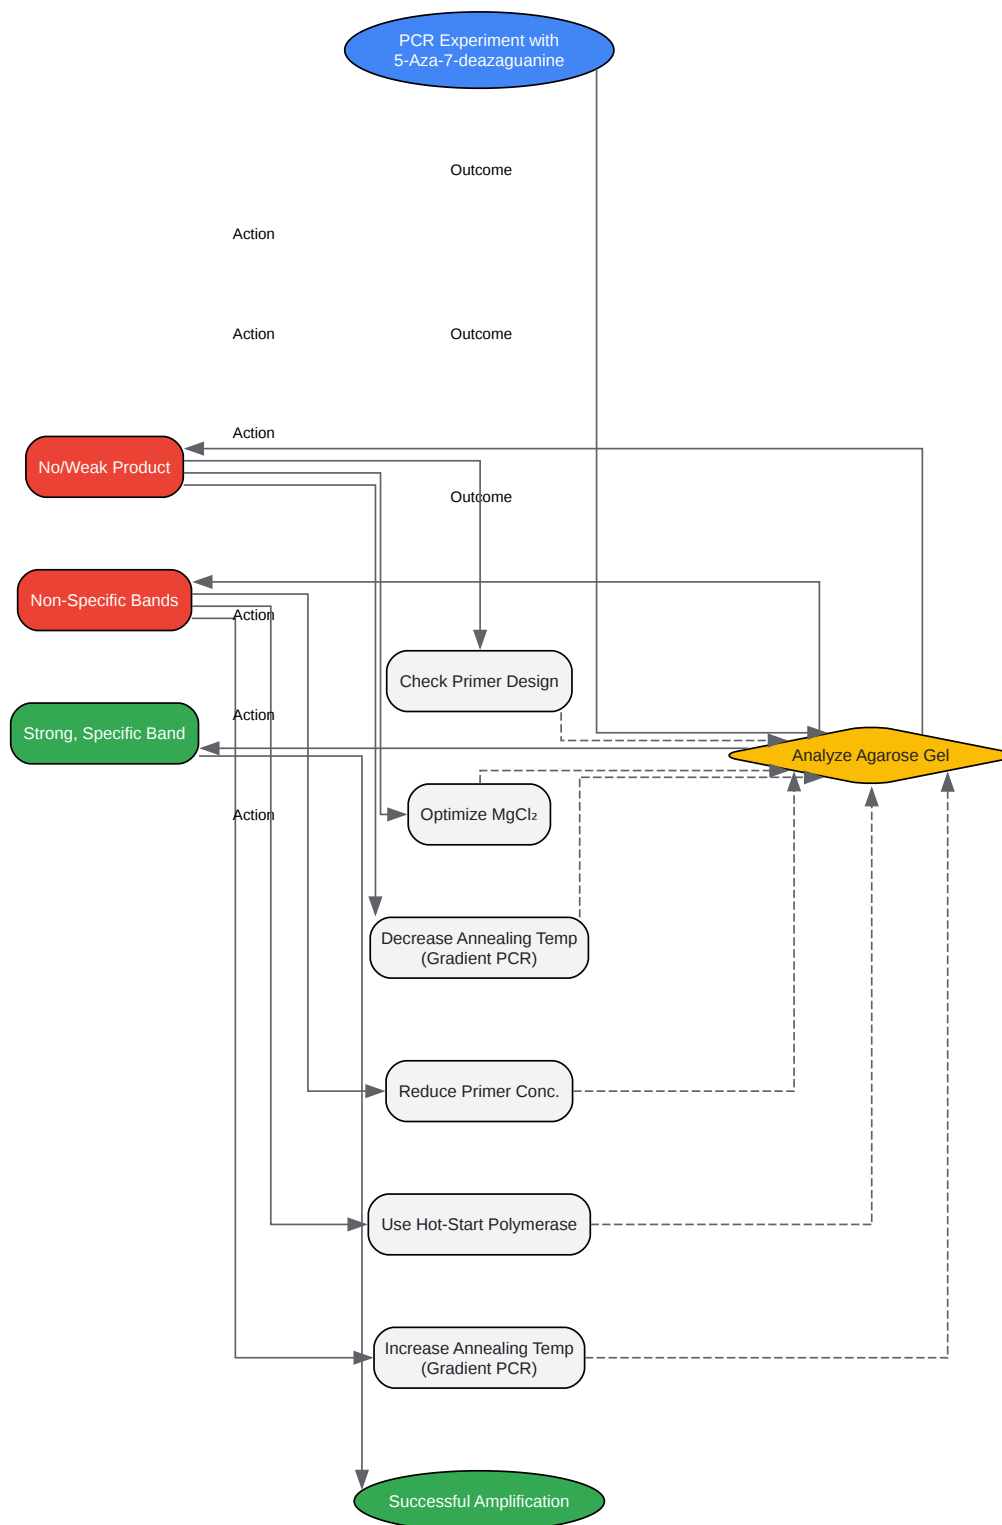 PCR Experiment with
5-Aza-7-deazaguanine
Outcome
Action
Action
Outcome
Action
No/Weak Product
Outcome
Non-Specific Bands
Action
Check Primer Design
Action
Strong, Specific Band
Analyze Agarose Gel
Action
Optimize MgCl₂
Decrease Annealing Temp
(Gradient PCR)
Reduce Primer Conc.
Use Hot-Start Polymerase
Increase Annealing Temp
(Gradient PCR)
Successful Amplification